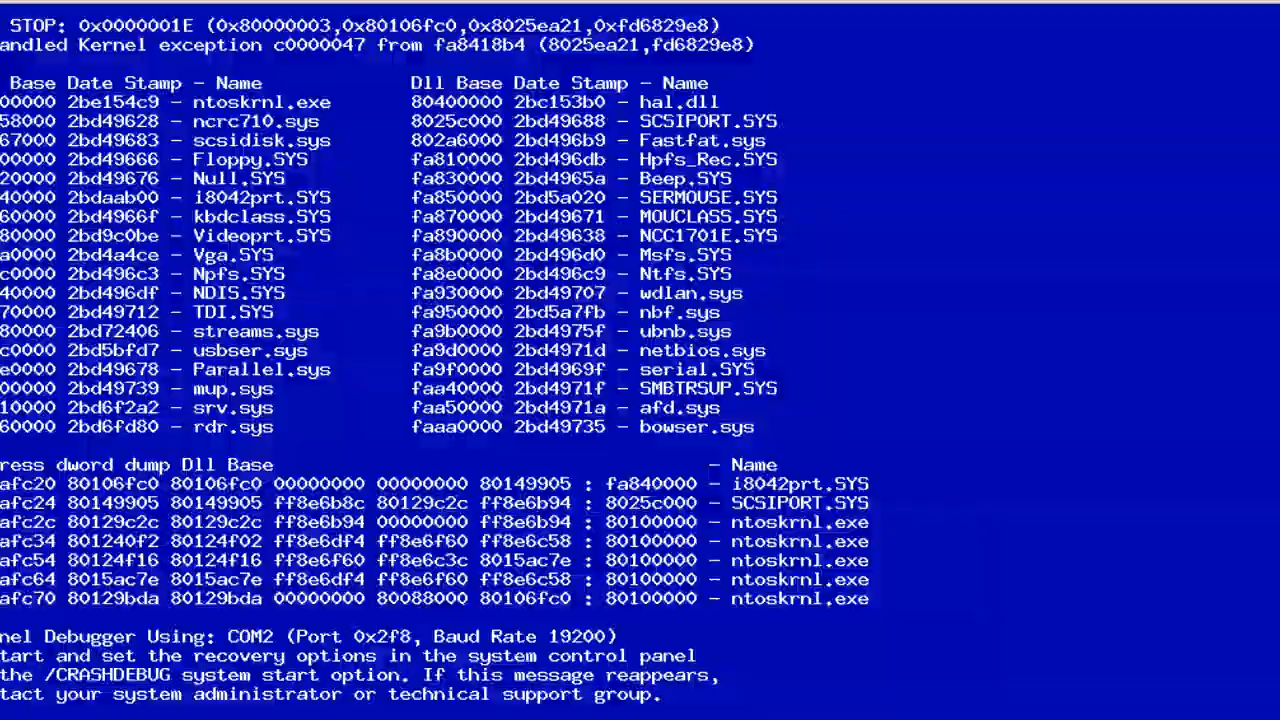 STOP: 0x0000001E (0x80000003,0x80106fc0,0x8025ea21,0xfd6829e8)
andled Kernel exception c0000047 from fa8418b4 (8025ea21,fd6829e8)
Base Date Stamp - Name Dll Base Date Stamp - Name
00000 2be154c9 - ntoskrnl.exe 80400000 2bc153b0 - hal.dll
58000 2bd49628 - ncrc710.sys 8025c000 2bd49688 - SCSIPORT.SYS
67000 2bd49683 - scsidisk.sys 802a6000 2bd496b9 - Fastfat.sys
00000 2bd49666 - Floppy.SYS fa810000 2bd496db - Hpfs_Rec.SYS
20000 2bd49676 - Null.SYS fa830000 2bd4965a - Beep.SYS
40000 2bdaab00 - i8042prt.SYS fa850000 2bd5a020 - SERMOUSE.SYS
60000 2bd4966f - kbdclass.SYS fa870000 2bd49671 - MOUCLASS.SYS
80000 2bd9c0be - Videoprt.SYS fa890000 2bd49638 - NCC1701E.SYS
a0000 2bd4a4ce - Vga.SYS fa8b0000 2bd496d0 - Msfs.SYS
c0000 2bd496c3 - Npfs.SYS fa8e0000 2bd496c9 - Ntfs.SYS
40000 2bd496df - NDIS.SYS fa930000 2bd49707 - wdlan.sys
70000 2bd49712 - TDI.SYS fa950000 2bd5a7fb - nbf.sys
80000 2bd72406 - streams.sys fa9b0000 2bd4975f - ubnb.sys
c0000 2bd5bfd7 - usbser.sys fa9d0000 2bd4971d - netbios.sys
e0000 2bd49678 - Parallel.sys fa9f0000 2bd4969f - serial.SYS
00000 2bd49739 - mup.sys faa40000 2bd4971f - SMBTRSUP.SYS
10000 2bd6f2a2 - srv.sys faa50000 2bd4971a - afd.sys
60000 2bd6fd80 - rdr.sys faaa0000 2bd49735 - bowser.sys
ress dword dump Dll Base - Name
afc20 80106fc0 80106fc0 00000000 00000000 80149905 : fa840000 - i8042prt.SYS
afc24 80149905 80149905 ff8e6b8c 80129c2c ff8e6b94 : 8025c000 - SCSIPORT.SYS
afc2c 80129c2c 80129c2c ff8e6b94 00000000 ff8e6b94 : 80100000 - ntoskrnl.exe
afc34 801240f2 80124f02 ff8e6df4 ff8e6f60 ff8e6c58 : 80100000 - ntoskrnl.exe
afc54 80124f16 80124f16 ff8e6f60 ff8e6c3c 8015ac7e : 80100000 - ntoskrnl.exe
afc64 8015ac7e 8015ac7e ff8e6df4 ff8e6f60 ff8e6c58 : 80100000 - ntoskrnl.exe
afc70 80129bda 80129bda 00000000 80088000 80106fc0 : 80100000 - ntoskrnl.exe
nel Debugger Using: COM2 (Port 0x2f8, Baud Rate 19200)
tart and set the recovery options in the system control panel
the /CRASHDEBUG system start option. If this message reappears,
tact your system administrator or technical support group.